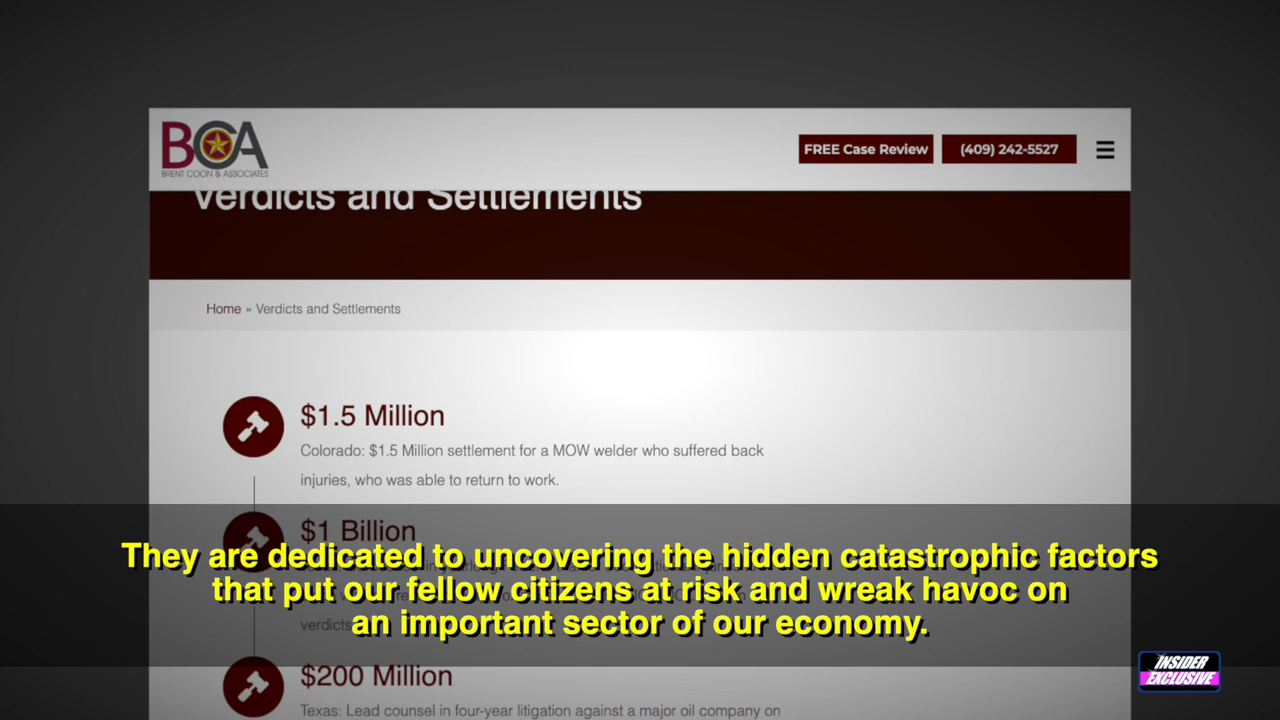 BCA
BRENT COON & ASSOCIATES
FREE Case Review
(409) 242-5527
Verdicts and Settlements
Home » Verdicts and Settlements
$1.5 Million
Colorado: $1.5 Million settlement for a MOW welder who suffered back
injuries, who was able to return to work.
$1 Billion
They are dedicated to uncovering the hidden catastrophic factors
that put our fellow citizens at risk and wreak havoc on
verdicts
an important sector of our economy.
$200 Million
Texas: Lead counsel in four-year litigation against a major oil company on
INSIDER
EXCLUSIVE